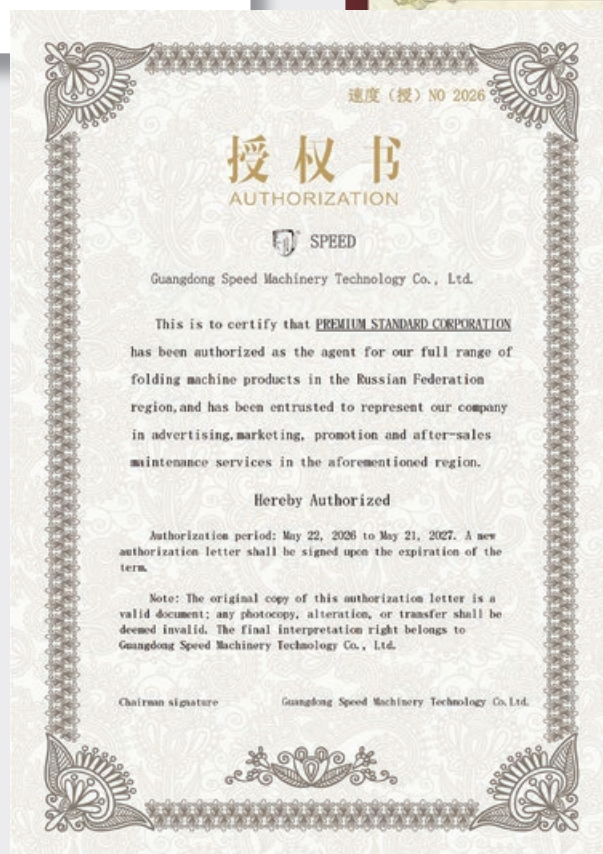 速度（授）NO 2026
授权书
AUTHORIZATION
SPEED
Guangdong Speed Machinery Technology Co., Ltd.
This is to certify that PREMIUM STANDARD CORPORATION
has been authorized as the agent for our full range of
folding machine products in the Russian Federation
region,and has been entrusted to represent our company
in advertising,marketing, promotion and after-sales
maintenance services in the aforementioned region.
Hereby Authorized
Authorization period: May 22, 2026 to May 21, 2027. A new
authorization letter shall be signed upon the expiration of the
term.
Note: The original copy of this authorization letter is a
valid document; any photocopy, alteration, or transfer shall be
deemed invalid. The final interpretation right belongs to
Guangdong Speed Machinery Technology Co., Ltd.
Chairman signature
Guangdong Speed Machinery Technology Co.Ltd.